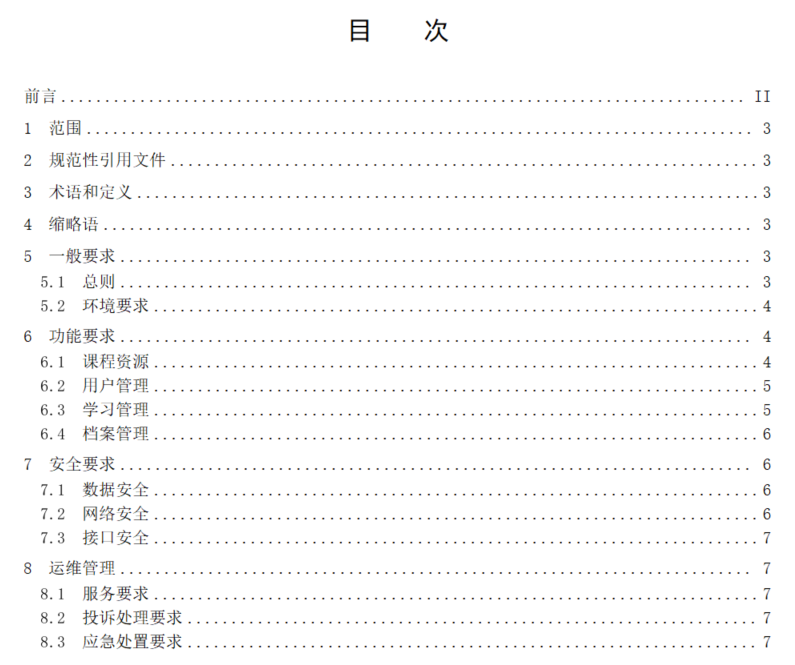 目 次
前言........................................................................ II
1 范围........................................................................ 3
2 规范性引用文件........................................................................ 3
3 术语和定义........................................................................ 3
4 缩略语........................................................................ 3
5 一般要求........................................................................ 3
5.1 总则........................................................................ 3
5.2 环境要求........................................................................ 4
6 功能要求........................................................................ 4
6.1 课程资源........................................................................ 4
6.2 用户管理........................................................................ 5
6.3 学习管理........................................................................ 5
6.4 档案管理........................................................................ 6
7 安全要求........................................................................ 6
7.1 数据安全........................................................................ 6
7.2 网络安全........................................................................ 6
7.3 接口安全........................................................................ 7
8 运维管理........................................................................ 7
8.1 服务要求........................................................................ 7
8.2 投诉处理要求........................................................................ 7
8.3 应急处置要求........................................................................ 7